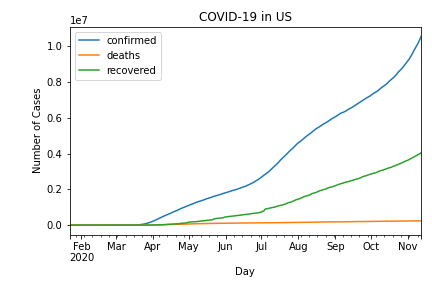 COVID-19 in US
1e7
confirmed
deaths
recovered
Number of Cases
1.0
0.8
0.6
0.4
0.2
0.0
Feb Mar Apr May Jun Jul Aug Sep Oct Nov
2020
Day